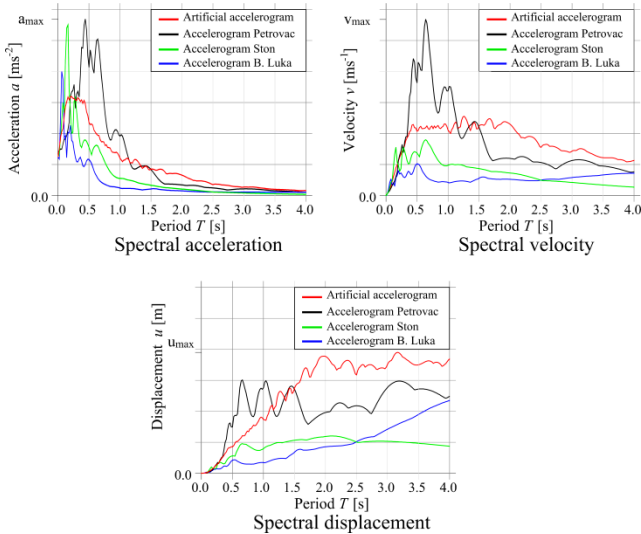 a_max
Acceleration a [ms⁻²]
Artificial accelerogram
Accelerogram Petrovac
Accelerogram Ston
Accelerogram B. Luka
0.0
0.0 0.5 1.0 1.5 2.0 2.5 3.0 3.5 4.0
Period T [s]
Spectral acceleration
v_max
Velocity v [ms¹]
Artificial accelerogram
Accelerogram Petrovac
Accelerogram Ston
Accelerogram B. Luka
0.0
0.0 0.5 1.0 1.5 2.0 2.5 3.0 3.5 4.0
Period T [s]
Spectral velocity
u_max
Displacement u [m]
Artificial accelerogram
Accelerogram Petrovac
Accelerogram Ston
Accelerogram B. Luka
0.0
0.0 0.5 1.0 1.5 2.0 2.5 3.0 3.5 4.0
Period T [s]
Spectral displacement